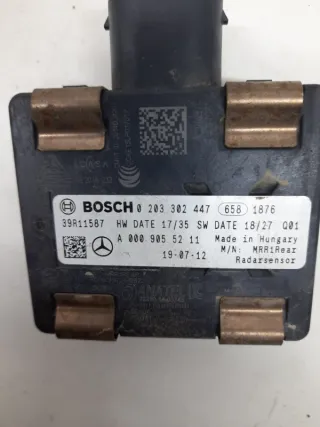 BOSCH 0 203 302 447 658 1876
39R11587 HW DATE 17/35 SW DATE 18/27 Q01
A 000 905 52 11 Made in Hungary
19-07-12 M/N: MRR1Rear
Radarsensor